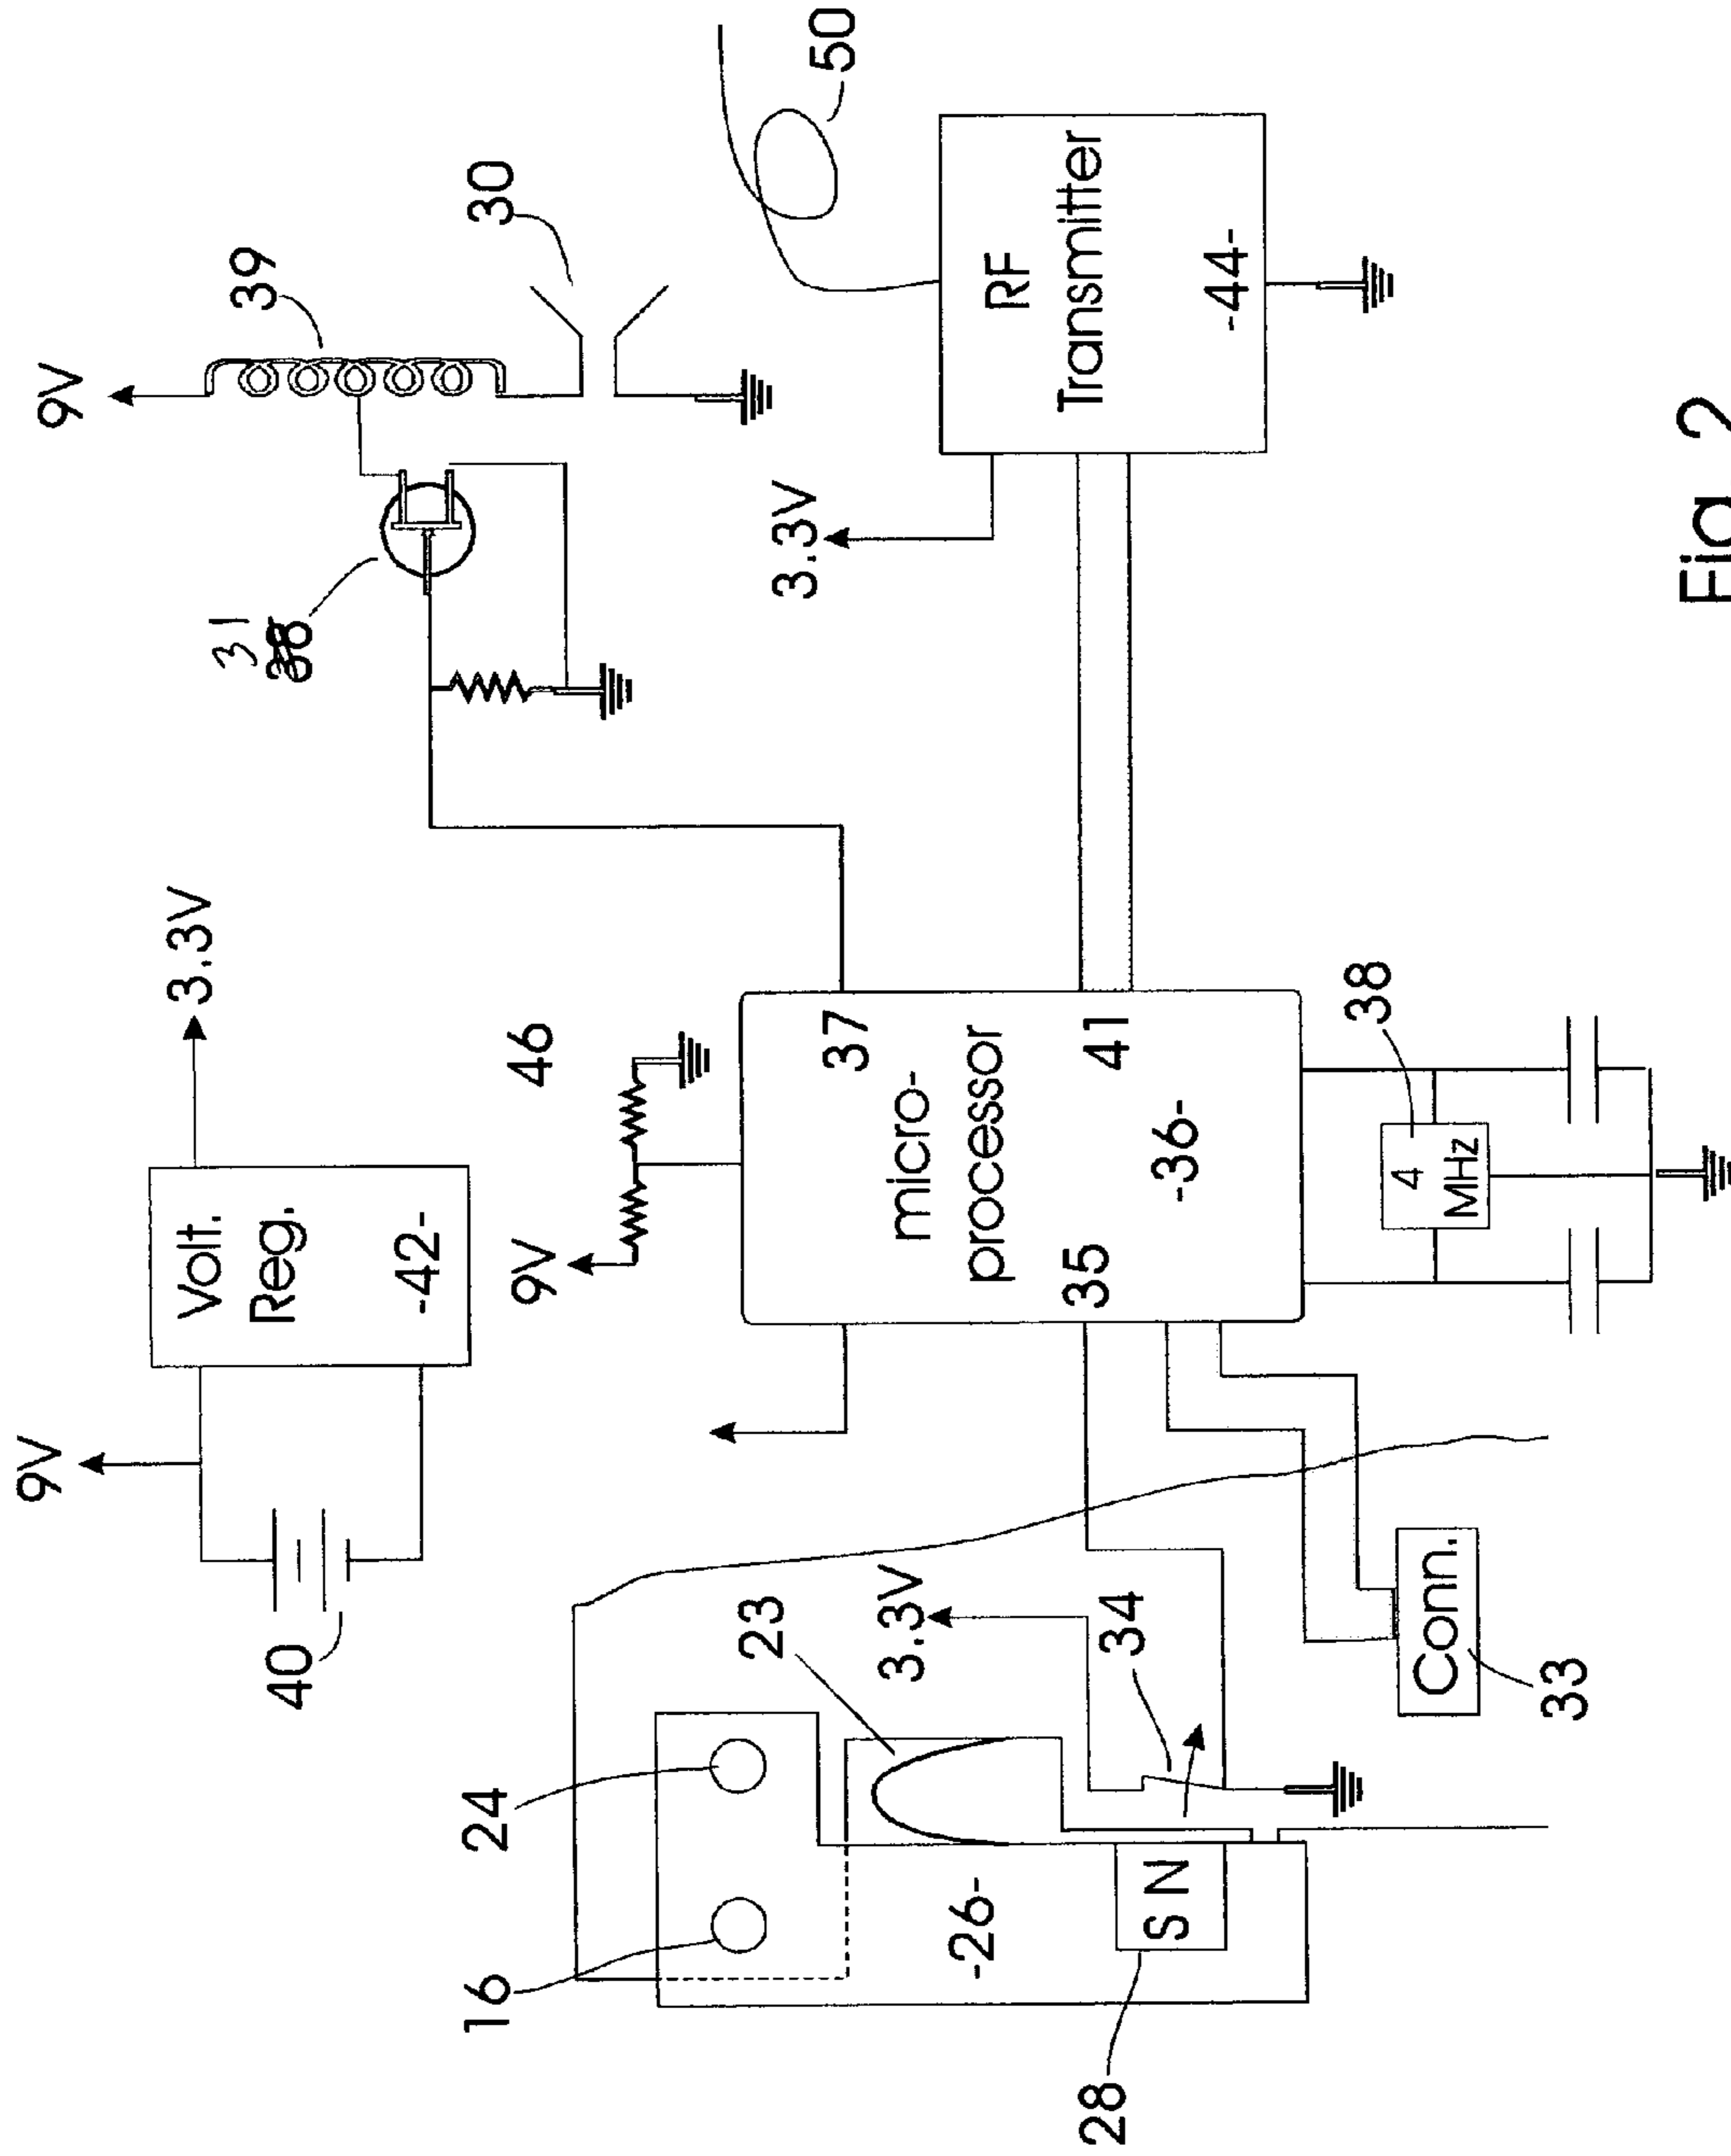 9V
3.3V
Volt.
Reg.
-42-
40
9V
39
30
31
38
9V
46
37
micro-
processor
35
41
-36-
4
MHz
38
3.3V
RF
Transmitter
-44-
50
16
24
23
-26-
S N
28
3.3V
34
Conn.
33
Fig. 2